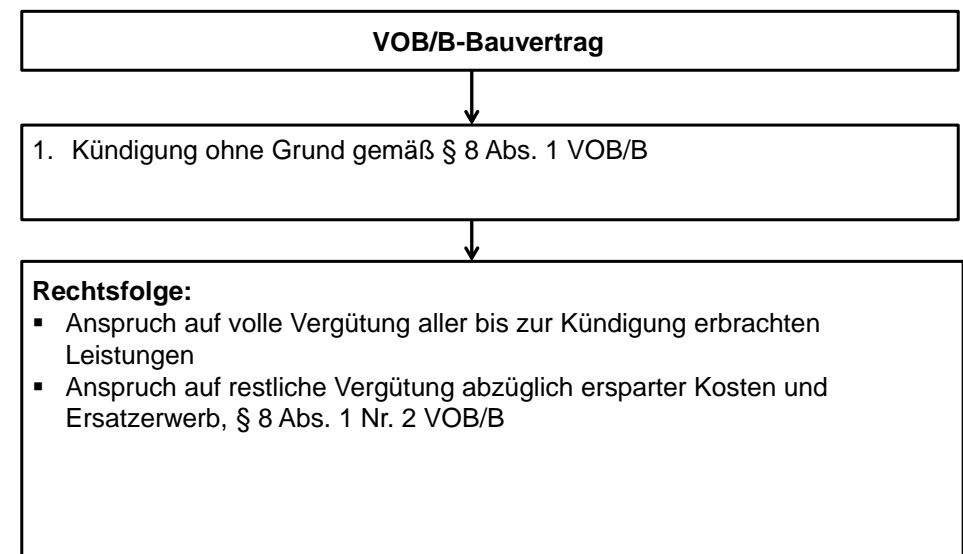 VOB/B-Bauvertrag
1. Kündigung ohne Grund gemäß § 8 Abs. 1 VOB/B
Rechtsfolge:
▪ Anspruch auf volle Vergütung aller bis zur Kündigung erbrachten
Leistungen
▪ Anspruch auf restliche Vergütung abzüglich ersparter Kosten und
Ersatzerwerb, § 8 Abs. 1 Nr. 2 VOB/B